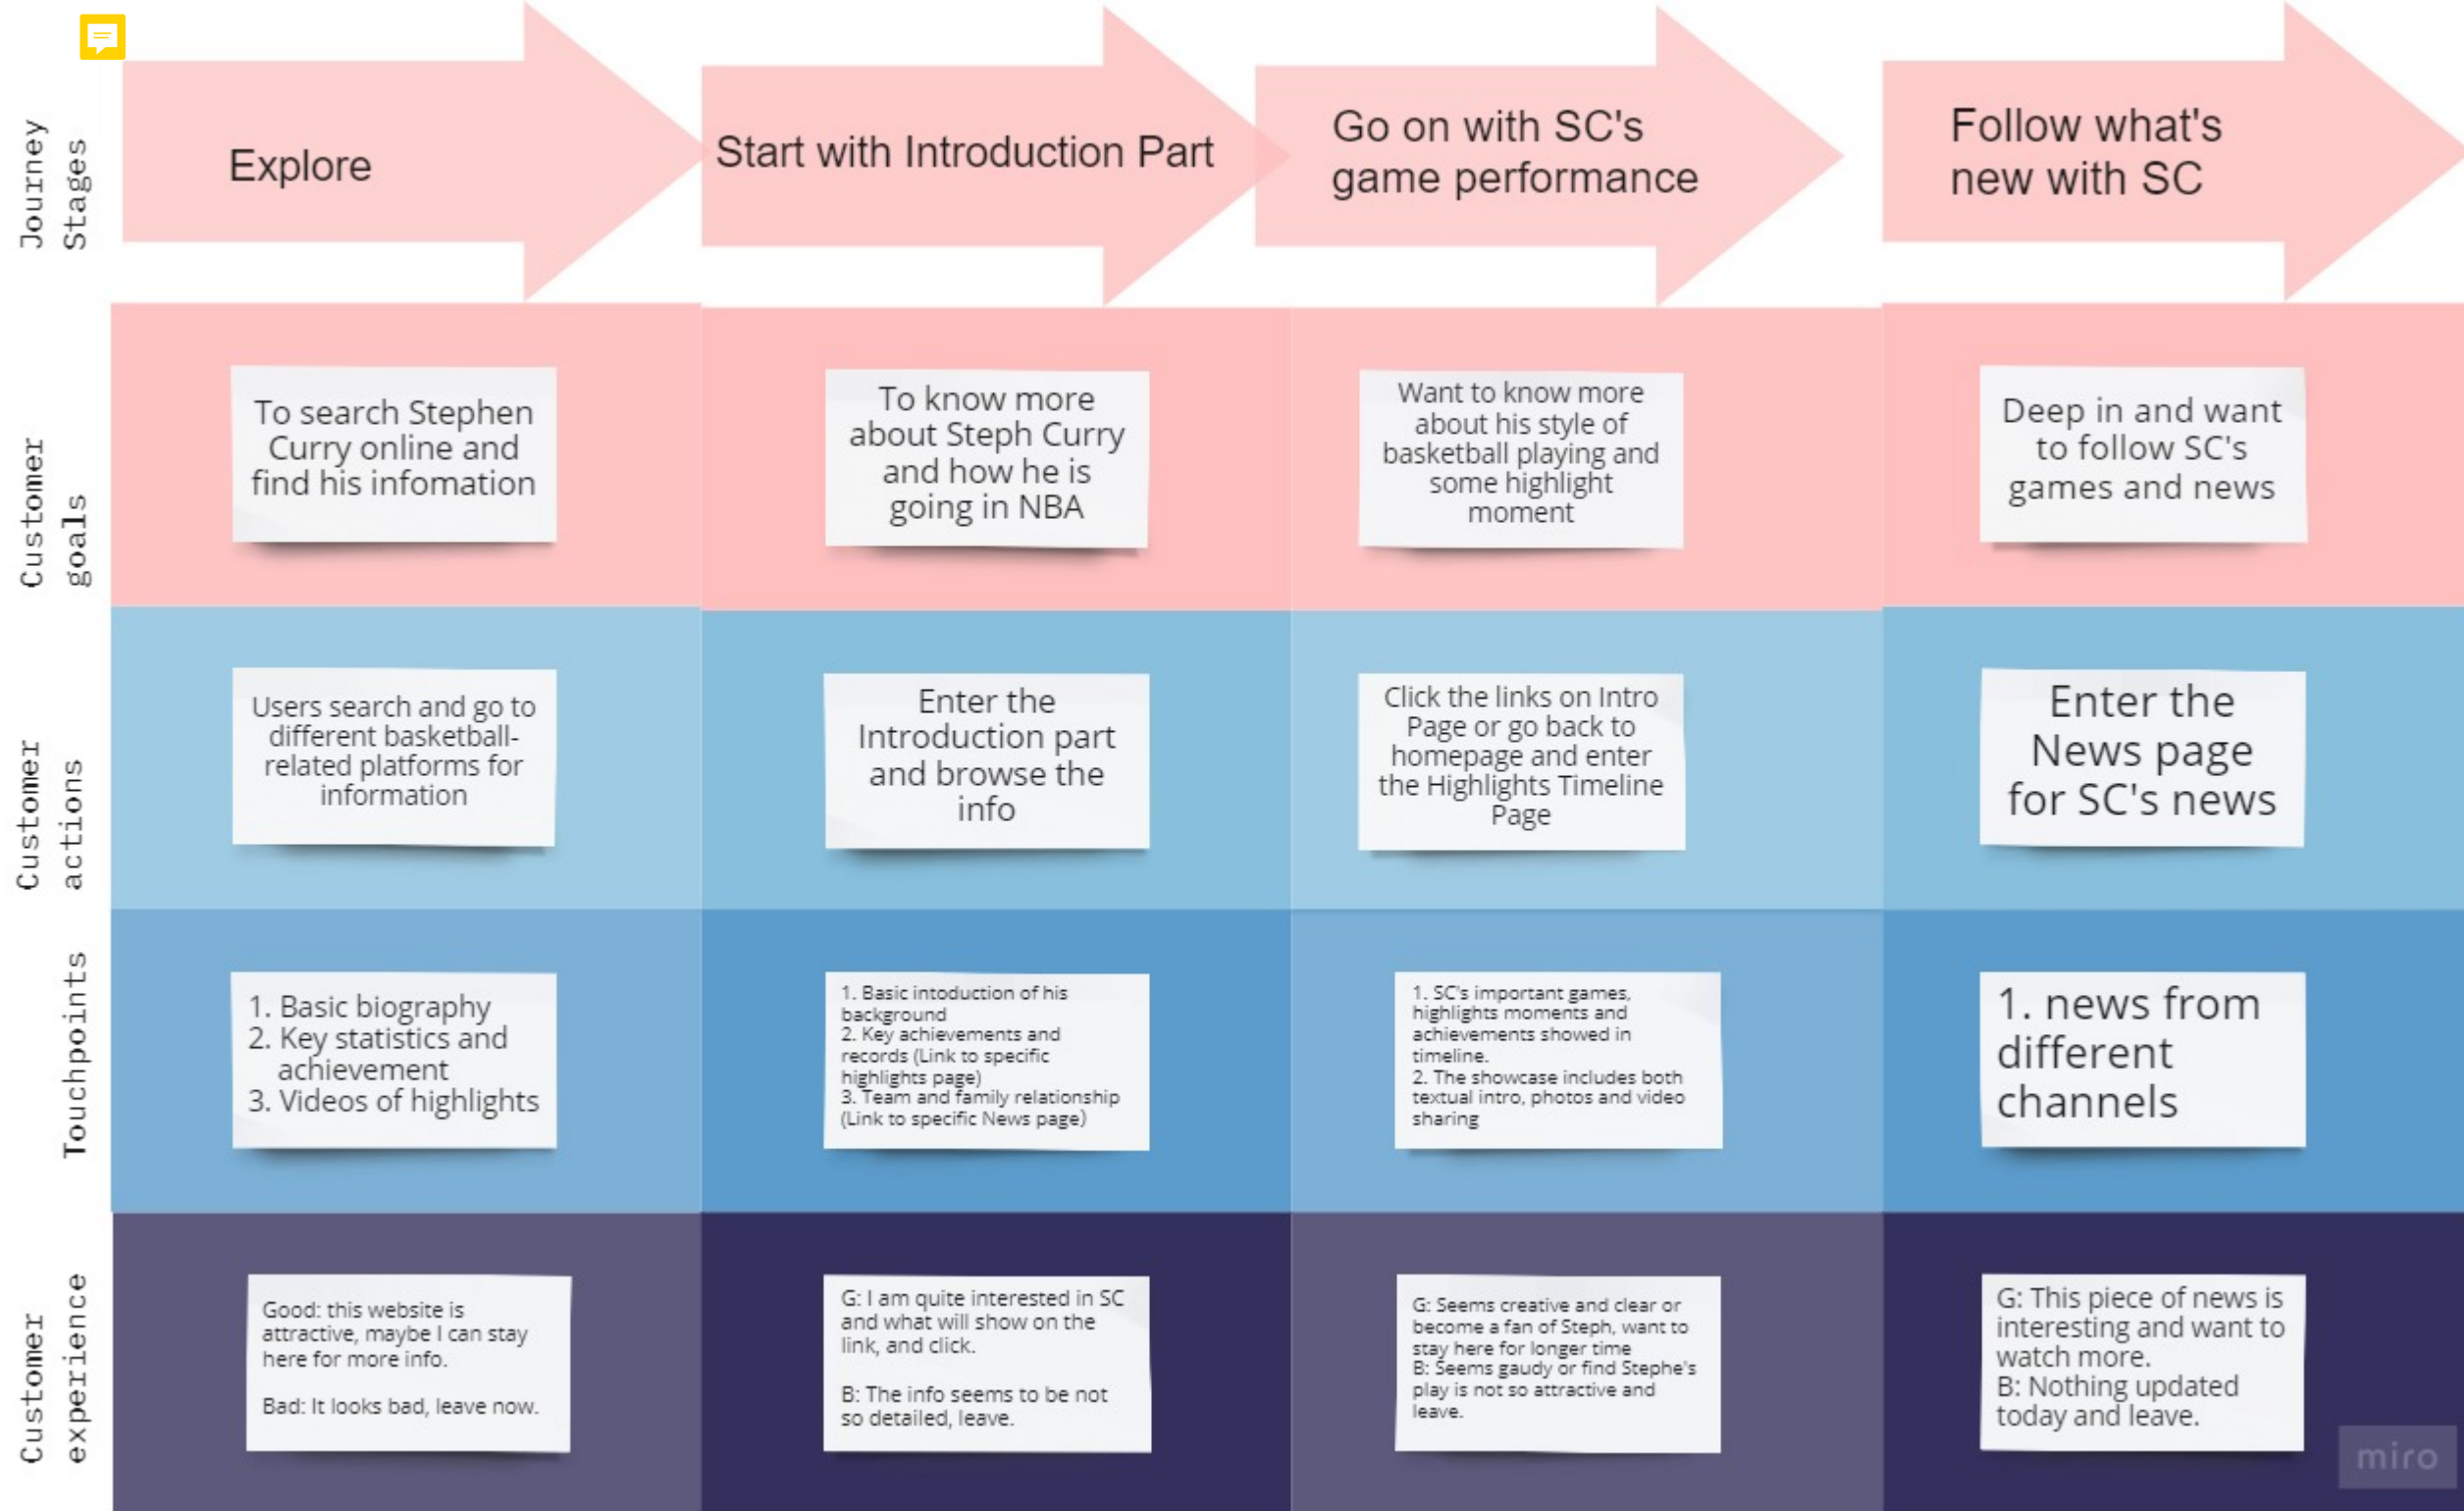 Journey
Stages
Explore
Start with Introduction Part
Go on with SC's
game performance
Follow what's
new with SC
Customer
goals
To search Stephen
Curry online and
find his infomation
To know more
about Steph Curry
and how he is
going in NBA
Want to know more
about his style of
basketball playing and
some highlight
moment
Deep in and want
to follow SC's
games and news
Customer
actions
Users search and go to
different basketball-
related platforms for
information
Enter the
Introduction part
and browse the
info
Click the links on Intro
Page or go back to
homepage and enter
the Highlights Timeline
Page
Enter the
News page
for SC's news
Touchpoints
1. Basic biography
2. Key statistics and
achievement
3. Videos of highlights
1. Basic intoduction of his
background
2. Key achievements and
records (Link to specific
highlights page)
3. Team and family relationship
(Link to specific News page)
1. SC's important games,
highlights moments and
achievements showed in
timeline.
2. The showcase includes both
textual intro, photos and video
sharing
1. news from
different
channels
Customer
experience
Good: this website is
attractive, maybe I can stay
here for more info.
Bad: It looks bad, leave now.
G: I am quite interested in SC
and what will show on the
link, and click.
B: The info seems to be not
so detailed, leave.
G: Seems creative and clear or
become a fan of Steph, want to
stay here for longer time
B: Seems gaudy or find Stephe's
play is not so attractive and
leave.
G: This piece of news is
interesting and want to
watch more.
B: Nothing updated
today and leave.
miro